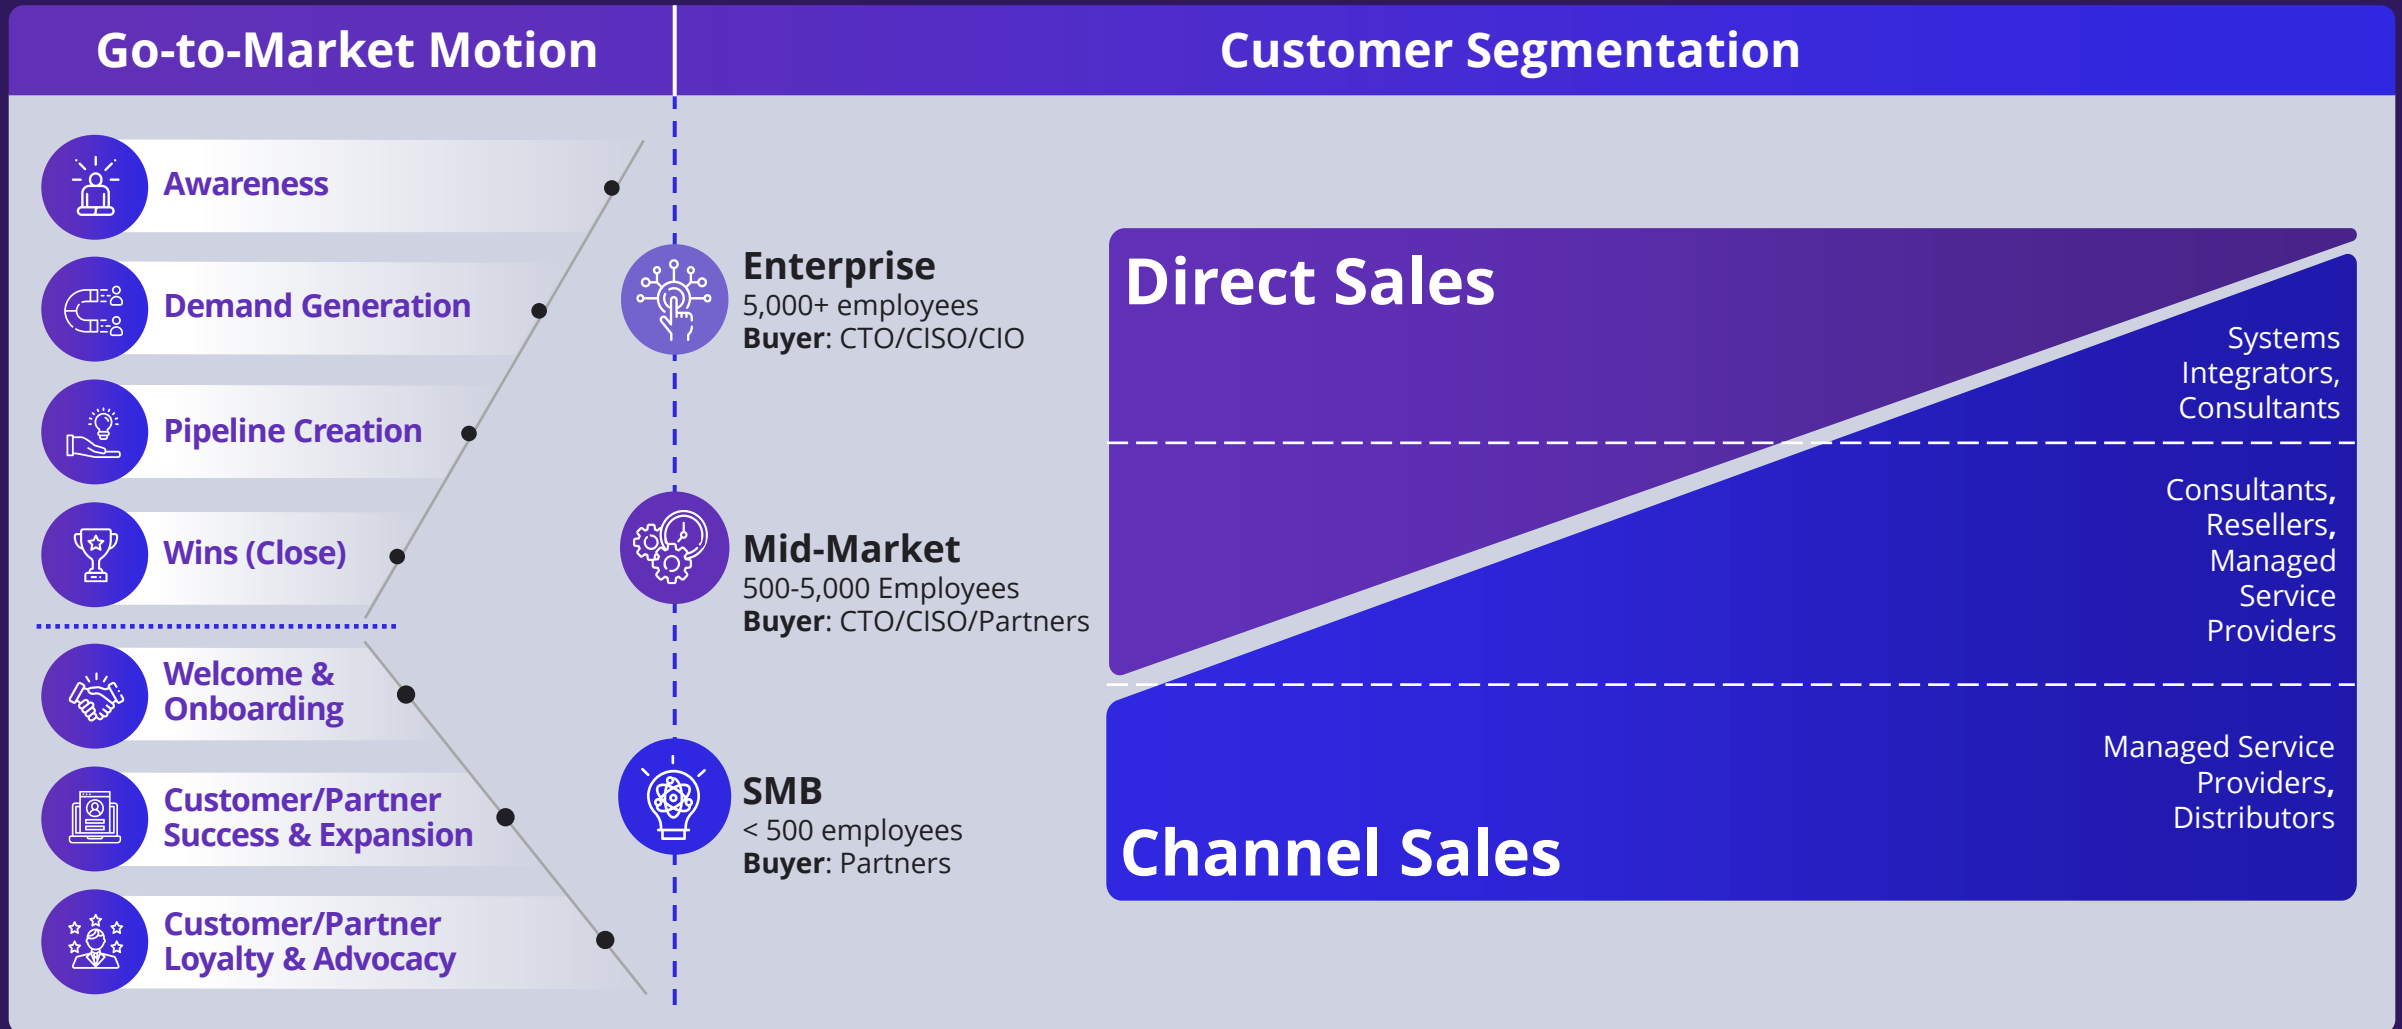 Go-to-Market Motion
Customer Segmentation
Awareness
Demand Generation
Pipeline Creation
Wins (Close)
Welcome &
Onboarding
Customer/Partner
Success & Expansion
Customer/Partner
Loyalty & Advocacy
Enterprise
5,000+ employees
Buyer: CTO/CISO/CIO
Mid-Market
500-5,000 Employees
Buyer: CTO/CISO/Partners
SMB
< 500 employees
Buyer: Partners
Direct Sales
Systems
Integrators,
Consultants
Consultants,
Resellers,
Managed
Service
Providers
Managed Service
Providers,
Distributors
Channel Sales